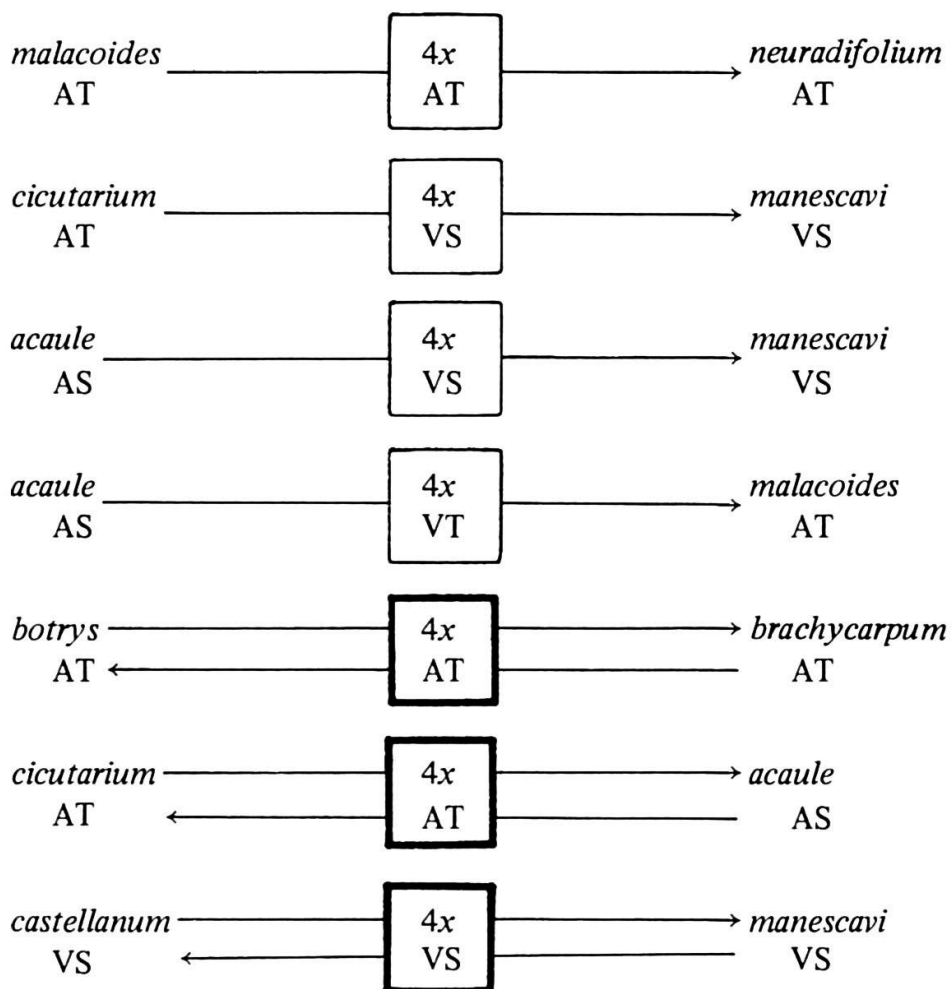 malacoides 4x neuradifolium
AT AT AT
cicutarium 4x manescavi
AT VS VS
acaule 4x manescavi
AS VS VS
acaule 4x malacoides
AS VT AT
botrys 4x brachycarpum
AT AT AT
cicutarium 4x acaule
AT AT AS
castellanum 4x manescavi
VS VS VS